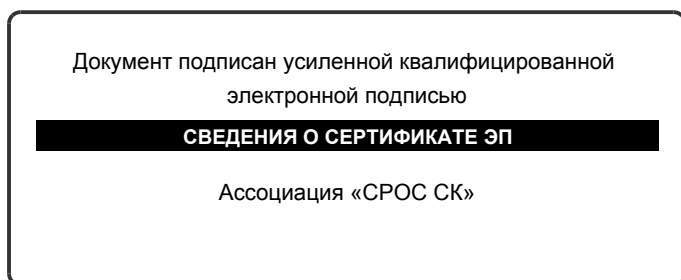 Документ подписан усиленной квалифицированной
электронной подписью
СВЕДЕНИЯ О СЕРТИФИКАТЕ ЭП
Ассоциация «СРОС СК»